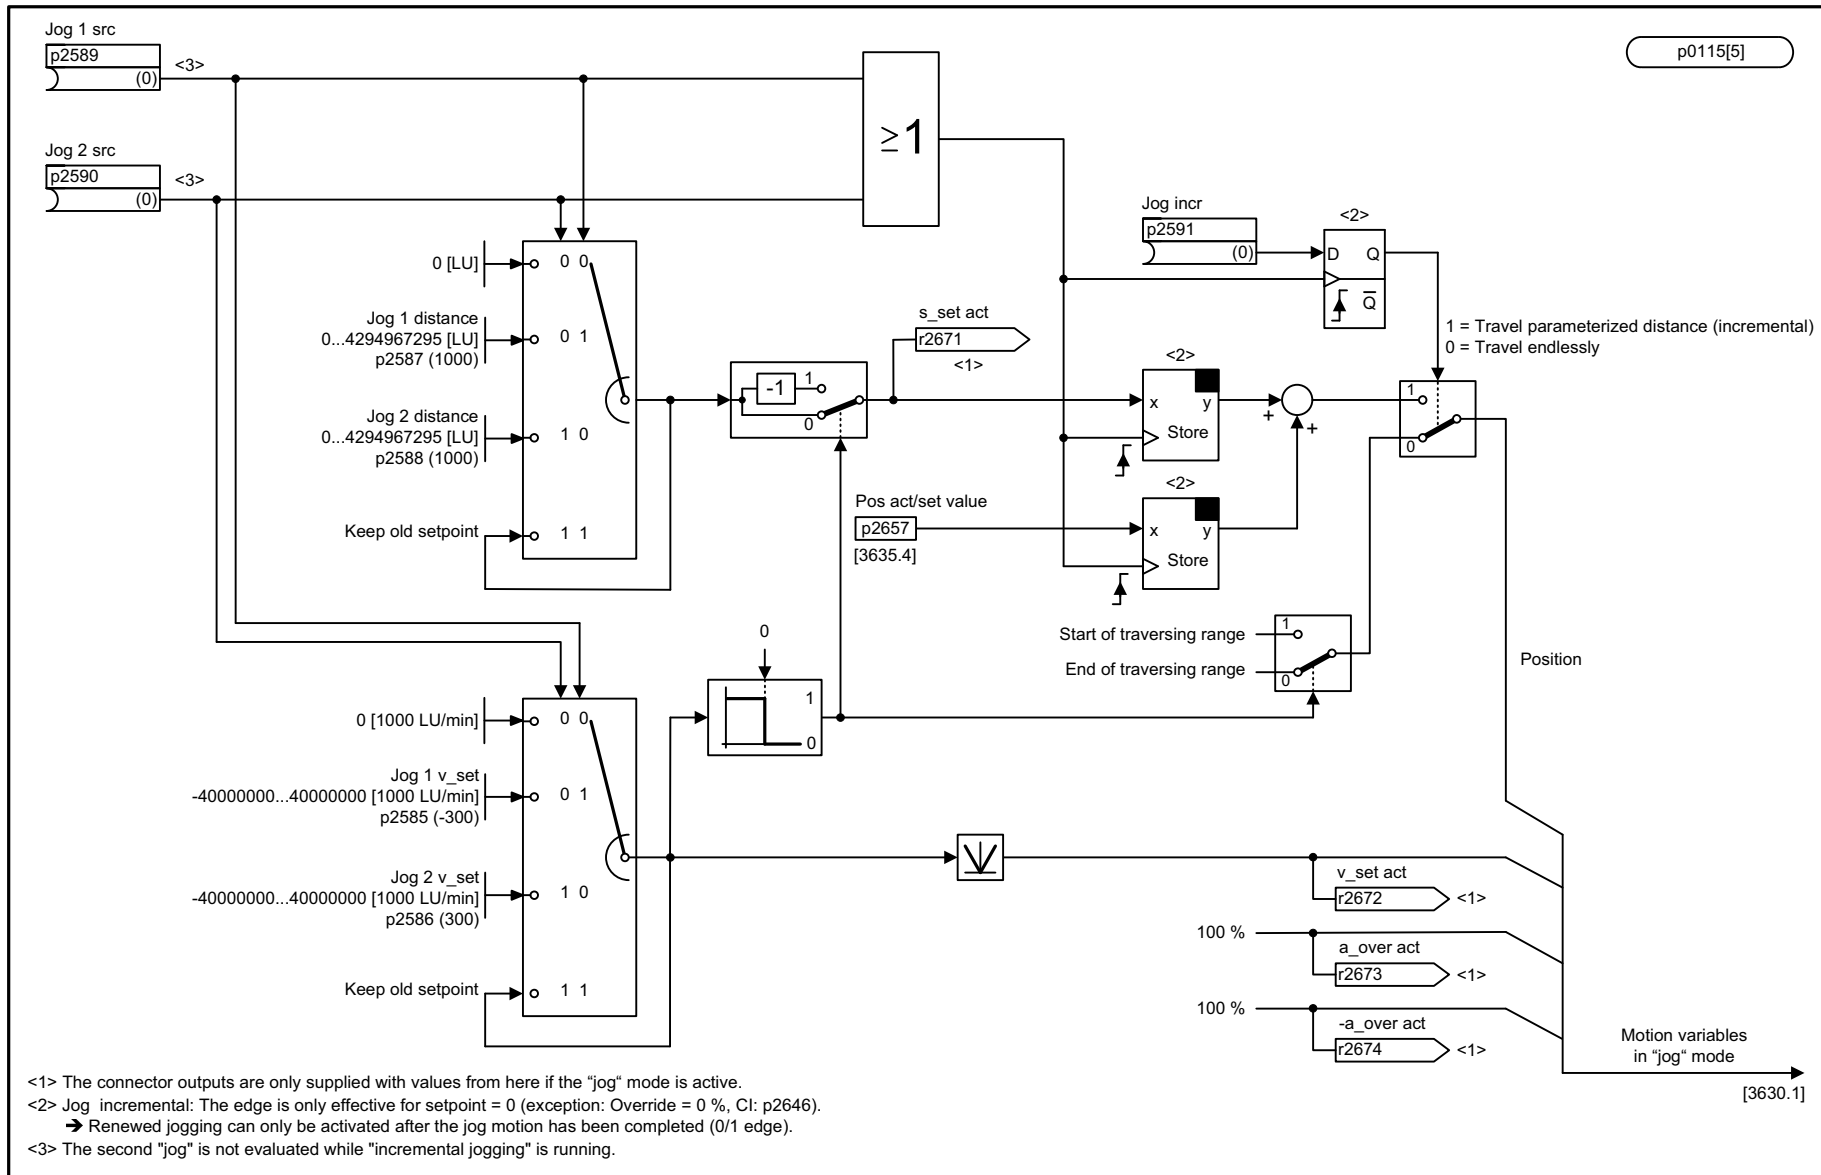 Jog 1 src
p2589
(0)
<3>
p0115[5]
Jog 2 src
p2590
(0)
<3>
≥1
Jog incr
p2591
(0)
<2>
D Q
Q̅
0 [LU]
0 0
Jog 1 distance
0...4294967295 [LU]
p2587 (1000)
0 1
Jog 2 distance
0...4294967295 [LU]
p2588 (1000)
1 0
Keep old setpoint
1 1
-1
1
0
s_set act
r2671
<1>
1 = Travel parameterized distance (incremental)
0 = Travel endlessly
<2>
x y
Store
+
+
1
0
Pos act/set value
p2657
[3635.4]
<2>
x y
Store
Start of traversing range
1
End of traversing range
0
Position
0
1
0
0 [1000 LU/min]
0 0
Jog 1 v_set
-40000000...40000000 [1000 LU/min]
p2585 (-300)
0 1
Jog 2 v_set
-40000000...40000000 [1000 LU/min]
p2586 (300)
1 0
Keep old setpoint
1 1
v_set act
r2672
<1>
100 %
a_over act
r2673
<1>
100 %
-a_over act
r2674
<1>
Motion variables
in “jog“ mode
[3630.1]
<1> The connector outputs are only supplied with values from here if the “jog“ mode is active.
<2> Jog incremental: The edge is only effective for setpoint = 0 (exception: Override = 0 %, CI: p2646).
➔ Renewed jogging can only be activated after the jog motion has been completed (0/1 edge).
<3> The second "jog" is not evaluated while "incremental jogging" is running.